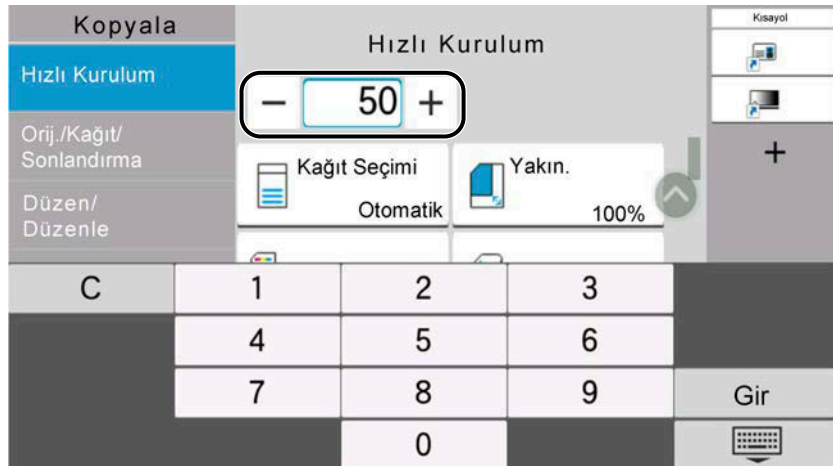 Kopyala
Hızlı Kurulum
Orij./Kağıt/
Sonlandırma
Düzen/
Düzenle
Hızlı Kurulum
− 50 +
Kağıt Seçimi
Otomatik
Yakın.
100%
Kısayol
+
C 1 2 3
4 5 6
7 8 9 Gir
0